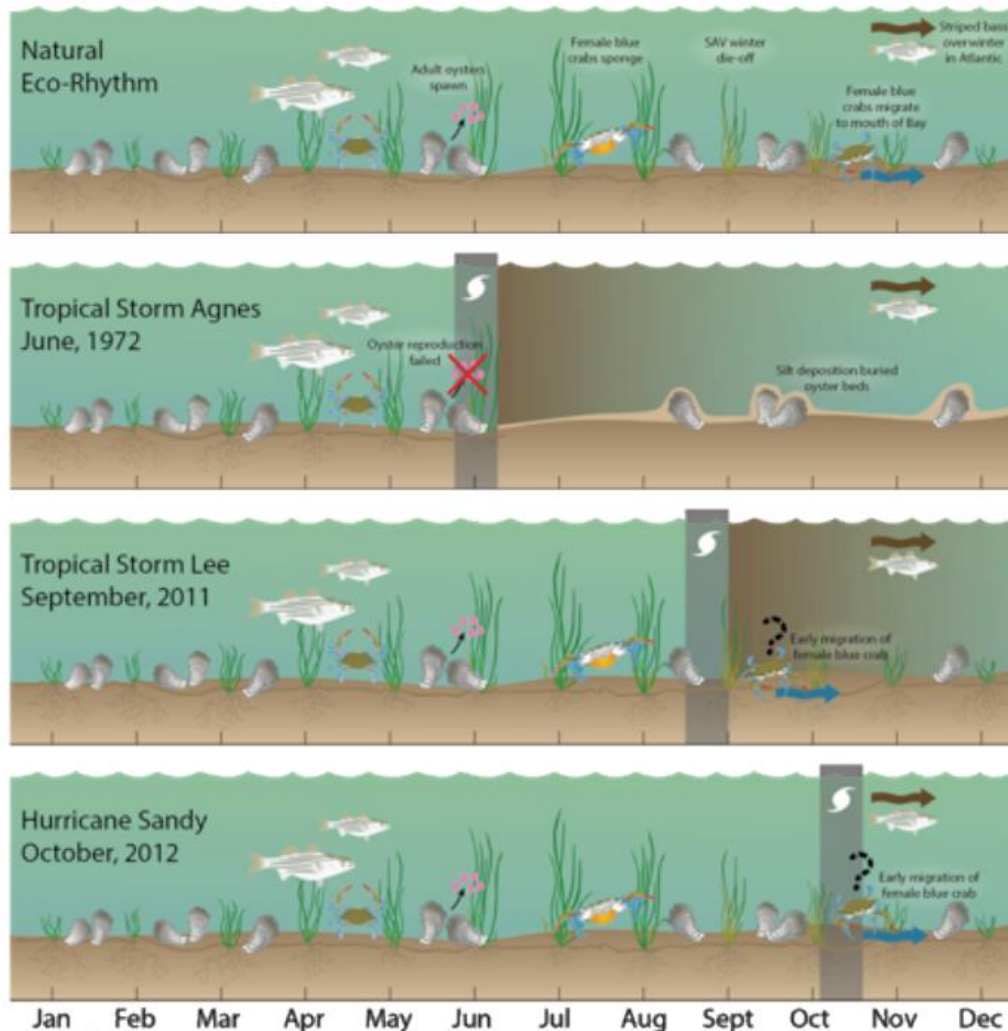 Natural
Eco-Rhythm
Adult oysters
spawn
Female blue
crabs sponge
SAV winter
die-off
Female blue
crabs migrate
to mouth of Bay
Striped bass
overwinter
in Atlantic
Tropical Storm Agnes
June, 1972
Oyster reproduction
failed
Silt deposition buried
oyster beds
Tropical Storm Lee
September, 2011
?
Early migration of
female blue crab
Hurricane Sandy
October, 2012
?
Early migration of
female blue crab
Jan Feb Mar Apr May Jun Jul Aug Sept Oct Nov Dec